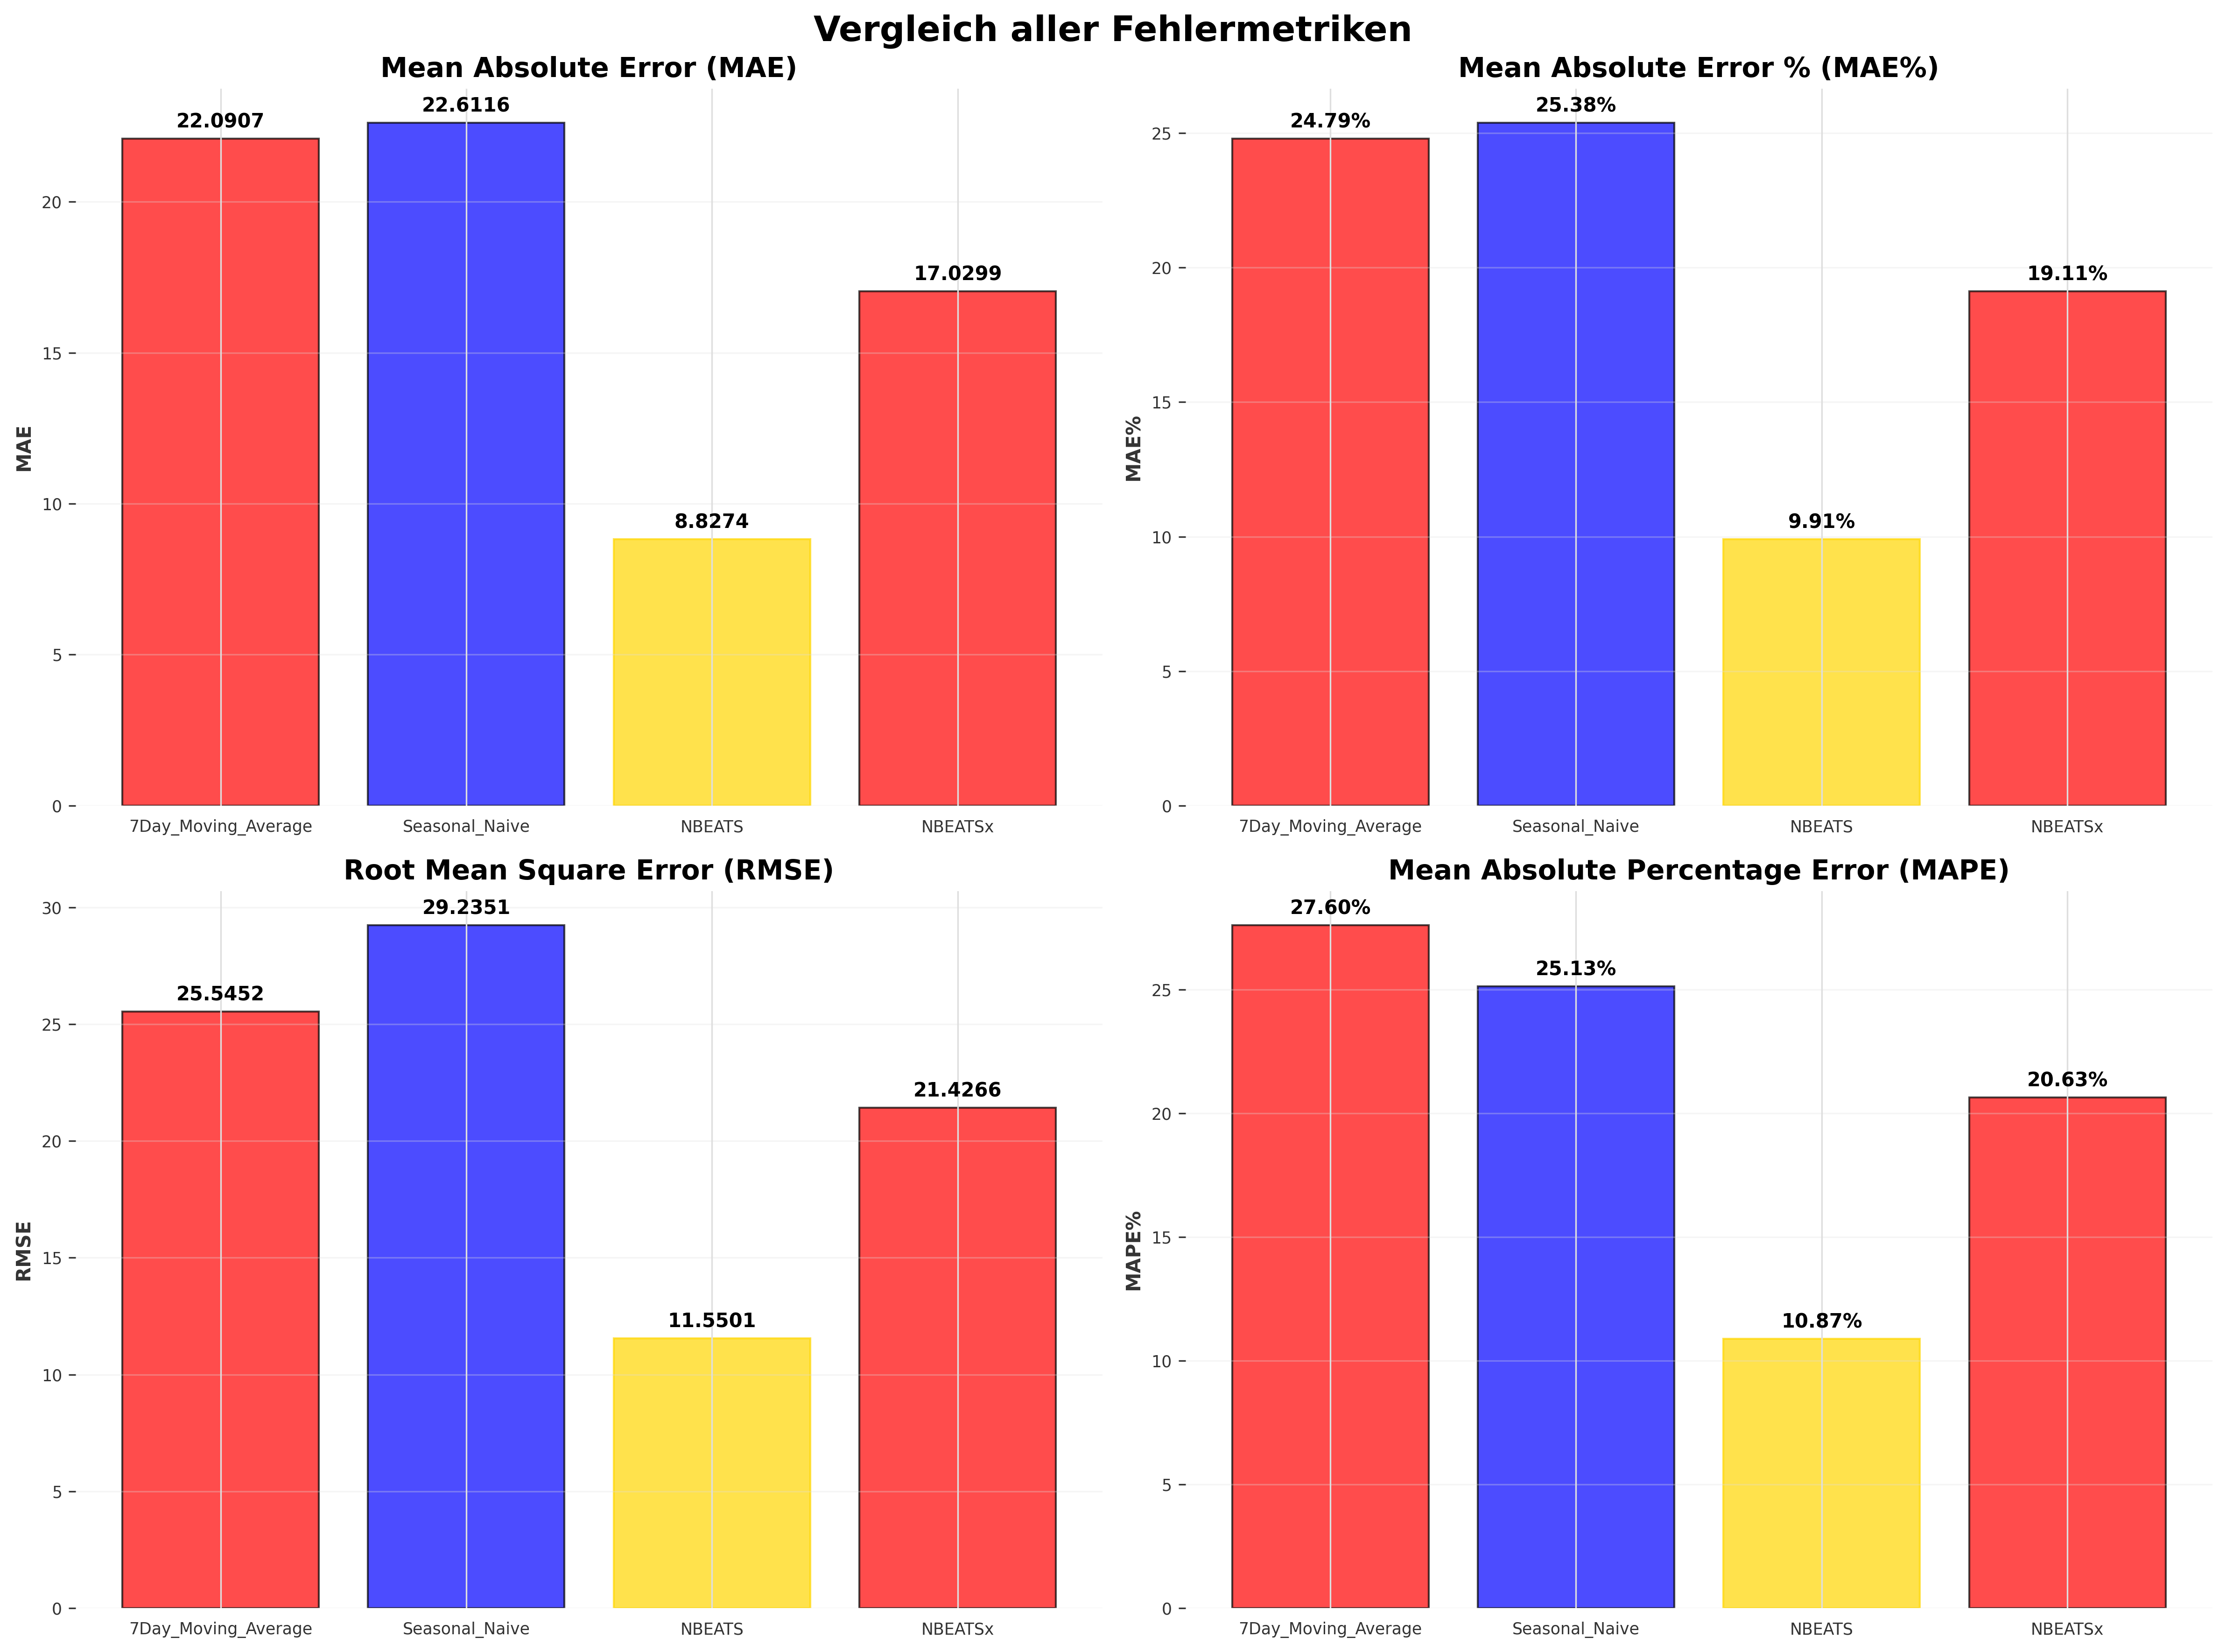 Vergleich aller Fehlermetriken
Mean Absolute Error (MAE)
22.0907
22.6116
8.8274
17.0299
MAE
20
15
10
5
0
7Day_Moving_Average
Seasonal_Naive
NBEATS
NBEATSx
Mean Absolute Error % (MAE%)
24.79%
25.38%
9.91%
19.11%
MAE%
25
20
15
10
5
0
7Day_Moving_Average
Seasonal_Naive
NBEATS
NBEATSx
Root Mean Square Error (RMSE)
25.5452
29.2351
11.5501
21.4266
RMSE
30
25
20
15
10
5
0
7Day_Moving_Average
Seasonal_Naive
NBEATS
NBEATSx
Mean Absolute Percentage Error (MAPE)
27.60%
25.13%
10.87%
20.63%
MAPE%
25
20
15
10
5
0
7Day_Moving_Average
Seasonal_Naive
NBEATS
NBEATSx